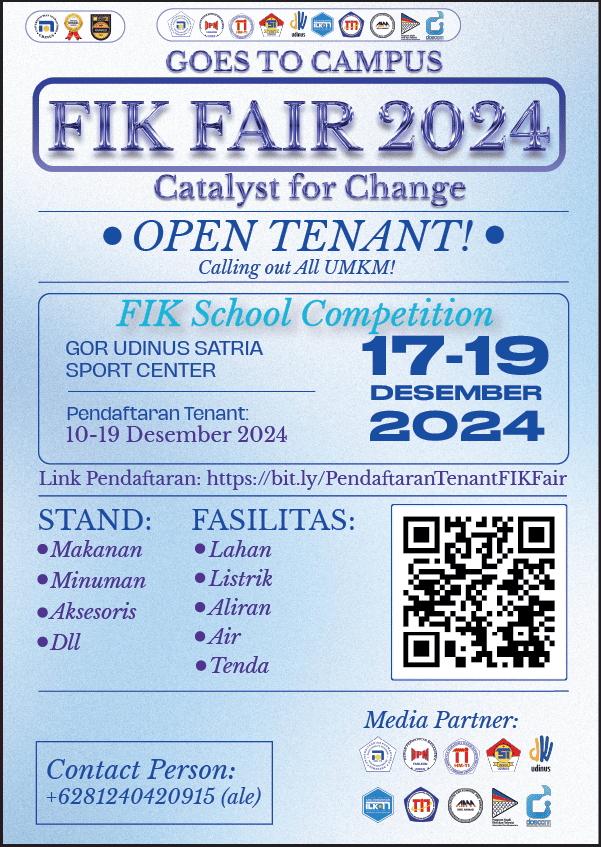 GOES TO CAMPUS
FIK FAIR 2024
Catalyst for Change
• OPEN TENANT! •
Calling out All UMKM!
FIK School Competition
GOR UDINUS SATRIA
SPORT CENTER
17-19
DESEMBER
2024
Pendaftaran Tenant:
10-19 Desember 2024
Link Pendaftaran: https://bit.ly/PendaftaranTenantFIKFair
STAND:
•Makanan
•Minuman
•Aksesoris
•Dll
FASILITAS:
•Lahan
•Listrik
•Aliran
•Air
•Tenda
Media Partner:
udinus
doscom
Contact Person:
+6281240420915 (ale)